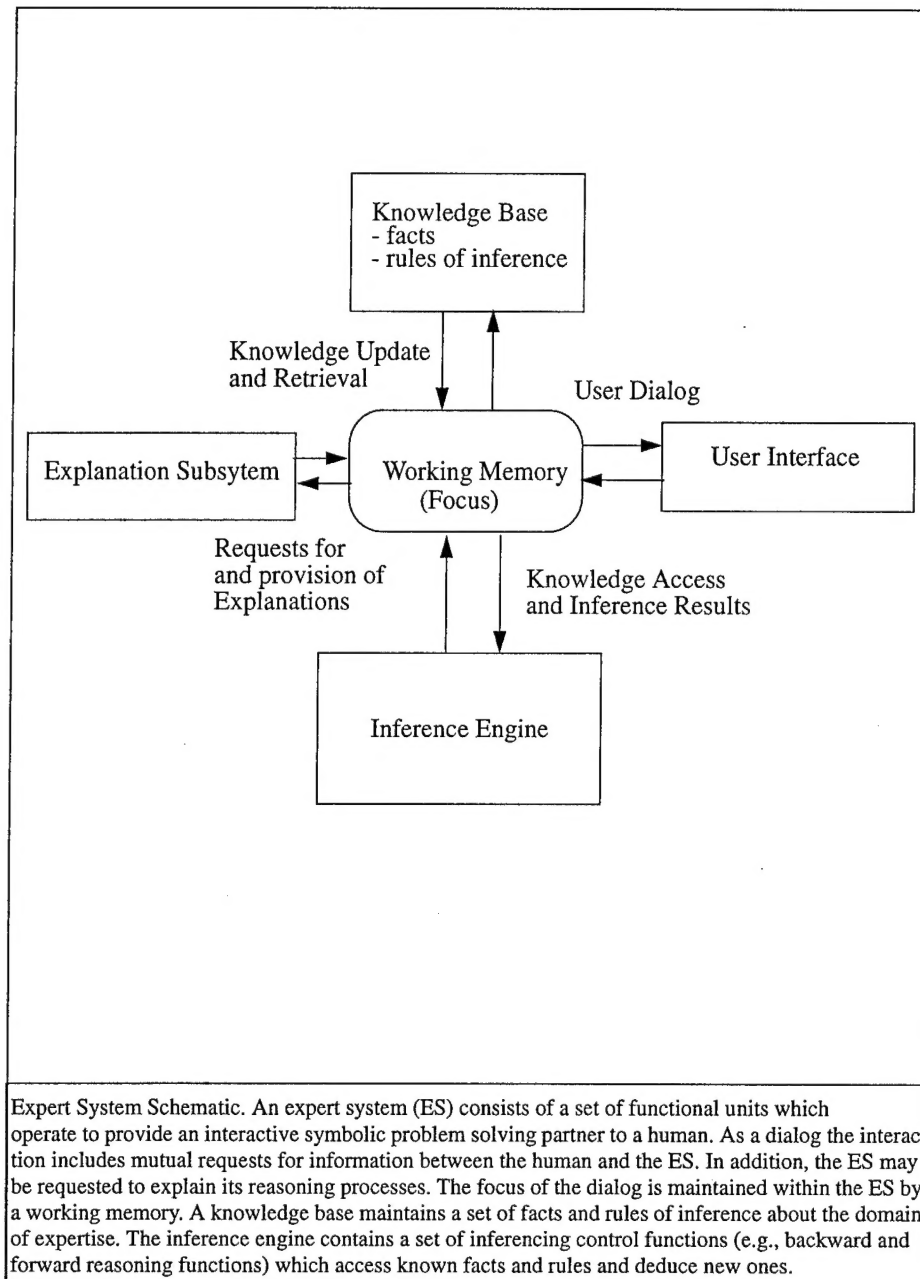 Knowledge Base
- facts
- rules of inference
Knowledge Update
and Retrieval
User Dialog
Explanation Subsytem
Working Memory
(Focus)
User Interface
Requests for
and provision of
Explanations
Knowledge Access
and Inference Results
Inference Engine
Expert System Schematic. An expert system (ES) consists of a set of functional units which
operate to provide an interactive symbolic problem solving partner to a human. As a dialog the interac
tion includes mutual requests for information between the human and the ES. In addition, the ES may
be requested to explain its reasoning processes. The focus of the dialog is maintained within the ES by
a working memory. A knowledge base maintains a set of facts and rules of inference about the domain
of expertise. The inference engine contains a set of inferencing control functions (e.g., backward and
forward reasoning functions) which access known facts and rules and deduce new ones.